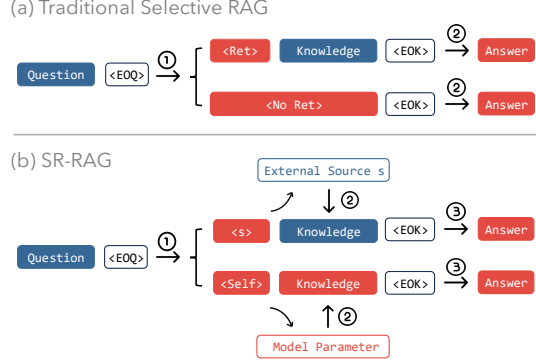 (a) Traditional Selective RAG
Question <EOQ> ① <Ret> Knowledge <EOK> ② Answer
<No Ret> <EOK> ② Answer
(b) SR-RAG
External Source s
②
Question <EOQ> ① <s> Knowledge <EOK> ③ Answer
<Self> Knowledge <EOK> ③ Answer
②
Model Parameter